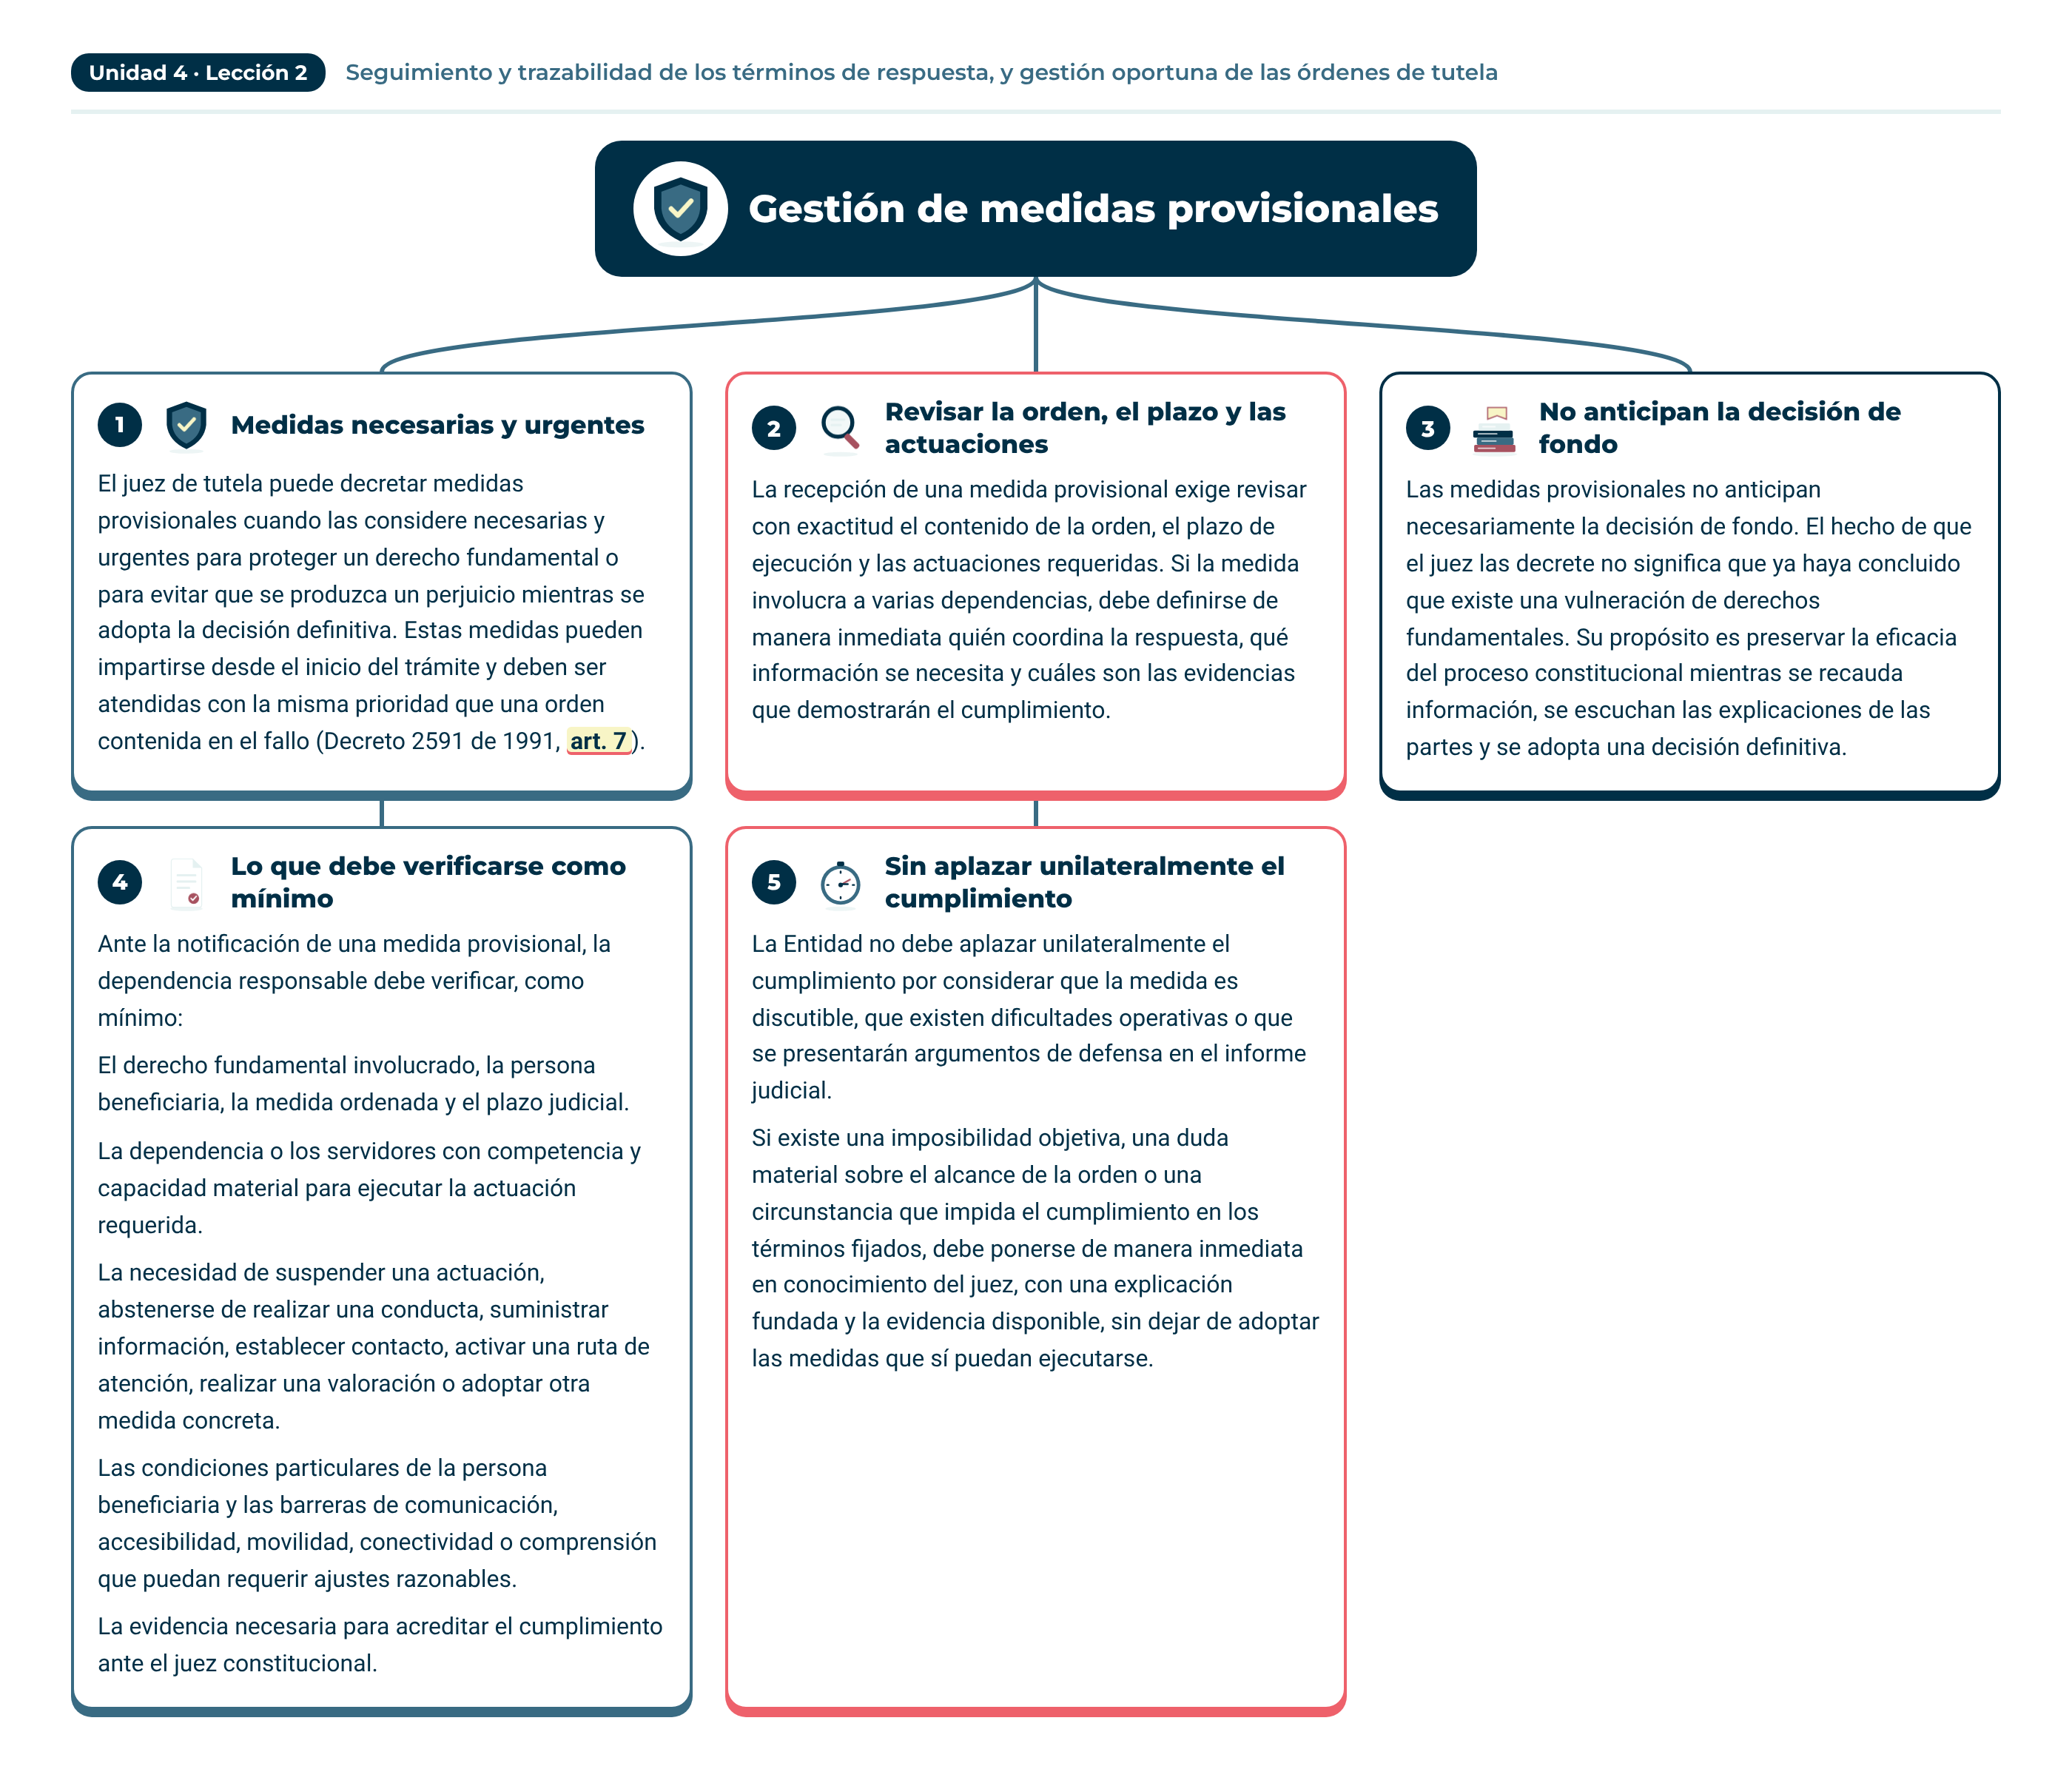 Unidad 4 · Lección 2
Seguimiento y trazabilidad de los términos de respuesta, y gestión oportuna de las órdenes de tutela
Gestión de medidas provisionales
1
Medidas necesarias y urgentes
El juez de tutela puede decretar medidas
provisionales cuando las considere necesarias y
urgentes para proteger un derecho fundamental o
para evitar que se produzca un perjuicio mientras se
adopta la decisión definitiva. Estas medidas pueden
impartirse desde el inicio del trámite y deben ser
atendidas con la misma prioridad que una orden
contenida en el fallo (Decreto 2591 de 1991, art. 7).
2
Revisar la orden, el plazo y las
actuaciones
La recepción de una medida provisional exige revisar
con exactitud el contenido de la orden, el plazo de
ejecución y las actuaciones requeridas. Si la medida
involucra a varias dependencias, debe definirse de
manera inmediata quién coordina la respuesta, qué
información se necesita y cuáles son las evidencias
que demostrarán el cumplimiento.
3
No anticipan la decisión de
fondo
Las medidas provisionales no anticipan
necesariamente la decisión de fondo. El hecho de que
el juez las decrete no significa que ya haya concluido
que existe una vulneración de derechos
fundamentales. Su propósito es preservar la eficacia
del proceso constitucional mientras se recauda
información, se escuchan las explicaciones de las
partes y se adopta una decisión definitiva.
4
Lo que debe verificarse como
mínimo
Ante la notificación de una medida provisional, la
dependencia responsable debe verificar, como
mínimo:
El derecho fundamental involucrado, la persona
beneficiaria, la medida ordenada y el plazo judicial.
La dependencia o los servidores con competencia y
capacidad material para ejecutar la actuación
requerida.
La necesidad de suspender una actuación,
abstenerse de realizar una conducta, suministrar
información, establecer contacto, activar una ruta de
atención, realizar una valoración o adoptar otra
medida concreta.
Las condiciones particulares de la persona
beneficiaria y las barreras de comunicación,
accesibilidad, movilidad, conectividad o comprensión
que puedan requerir ajustes razonables.
La evidencia necesaria para acreditar el cumplimiento
ante el juez constitucional.
5
Sin aplazar unilateralmente el
cumplimiento
La Entidad no debe aplazar unilateralmente el
cumplimiento por considerar que la medida es
discutible, que existen dificultades operativas o que
se presentarán argumentos de defensa en el informe
judicial.
Si existe una imposibilidad objetiva, una duda
material sobre el alcance de la orden o una
circunstancia que impida el cumplimiento en los
términos fijados, debe ponerse de manera inmediata
en conocimiento del juez, con una explicación
fundada y la evidencia disponible, sin dejar de adoptar
las medidas que sí puedan ejecutarse.